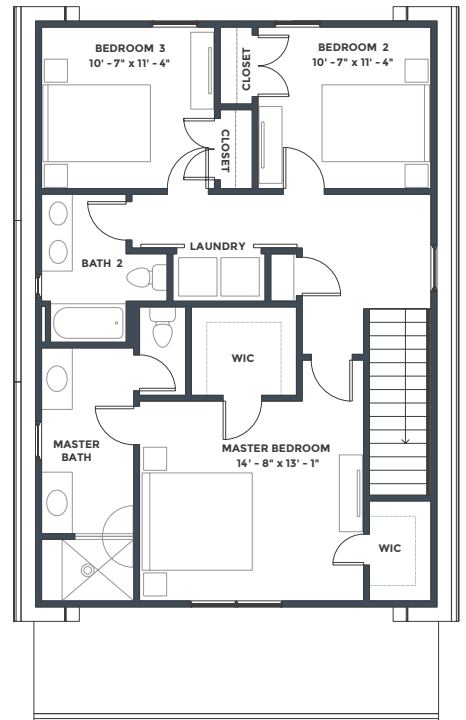 BEDROOM 3
10' - 7" x 11' - 4"
CLOSET
BEDROOM 2
10' - 7" x 11' - 4"
CLOSET
LAUNDRY
BATH 2
WIC
MASTER
BATH
MASTER BEDROOM
14' - 8" x 13' - 1"
WIC